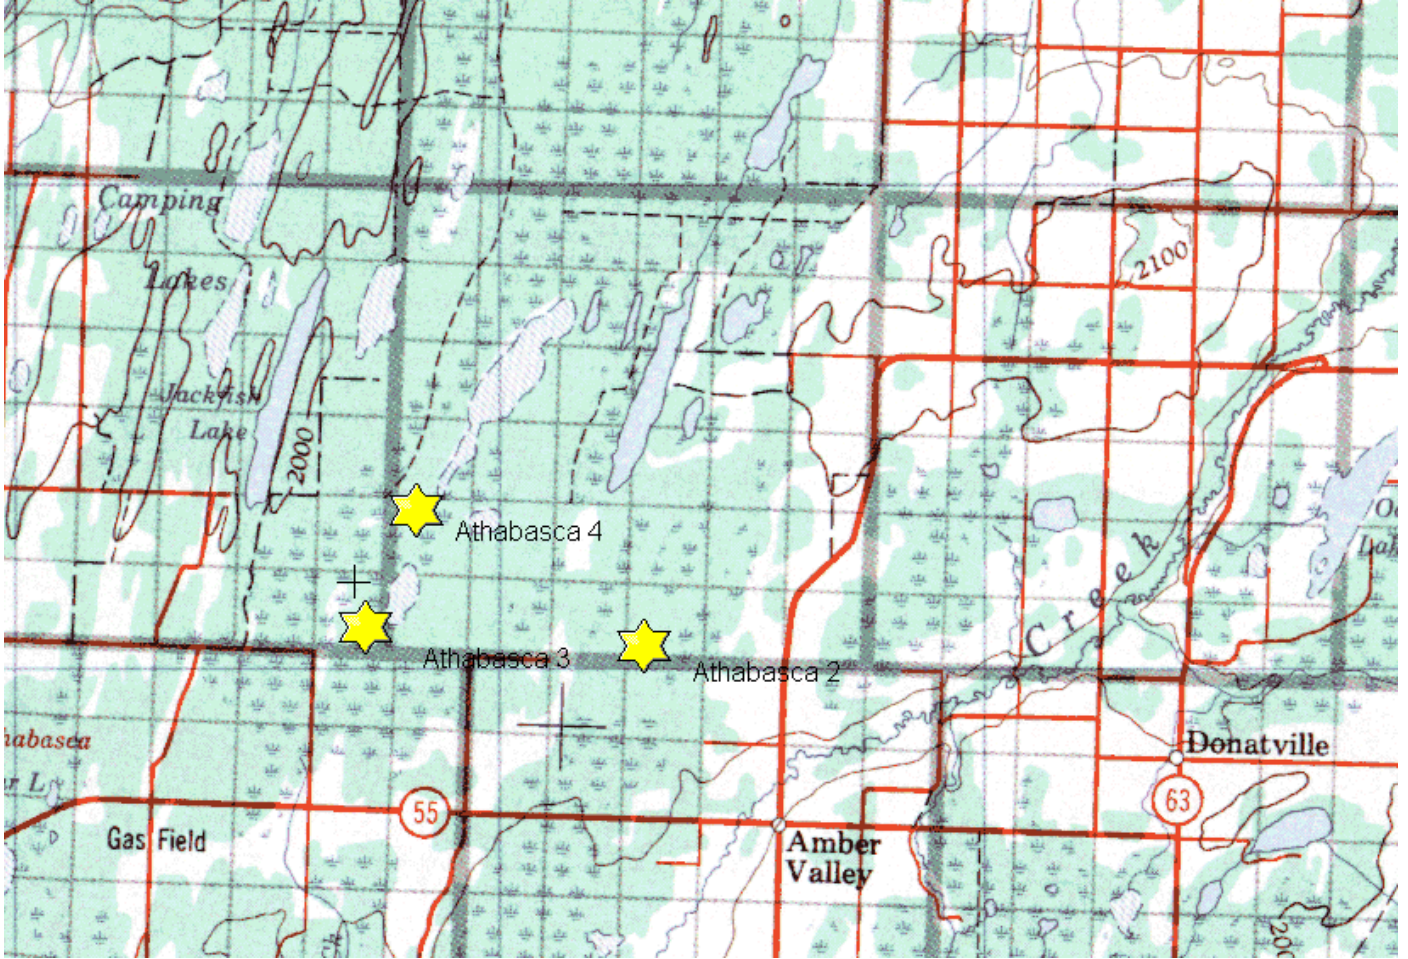 Camping
Lakes
2100
Jackfish
Lake
2000
Athabasca 4
Creek
Athabasca 3
Athabasca 2
Donatville
55
63
Gas Field
Amber
Valley